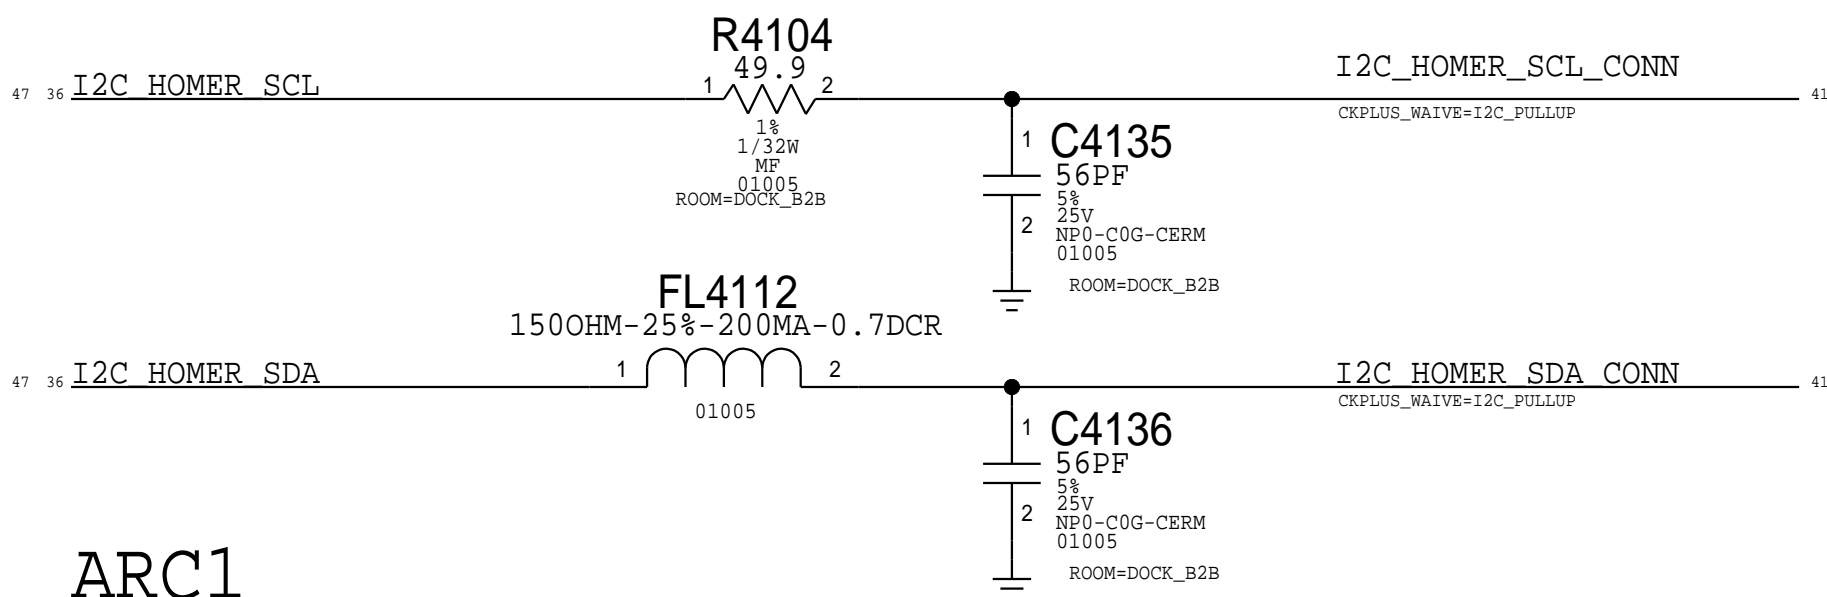 R4104
49.9
47 36 I2C_HOMER_SCL
1 2
I2C_HOMER_SCL_CONN
41
CKPLUS_WAIVE=I2C_PULLUP
1%
1/32W
MF
01005
ROOM=DOCK_B2B
1
C4135
56PF
5%
25V
2
NP0-C0G-CERM
01005
ROOM=DOCK_B2B
FL4112
150OHM-25%-200MA-0.7DCR
47 36 I2C_HOMER_SDA
1 2
I2C_HOMER_SDA_CONN
41
CKPLUS_WAIVE=I2C_PULLUP
01005
1
C4136
56PF
5%
25V
2
NP0-C0G-CERM
01005
ROOM=DOCK_B2B
ARC1